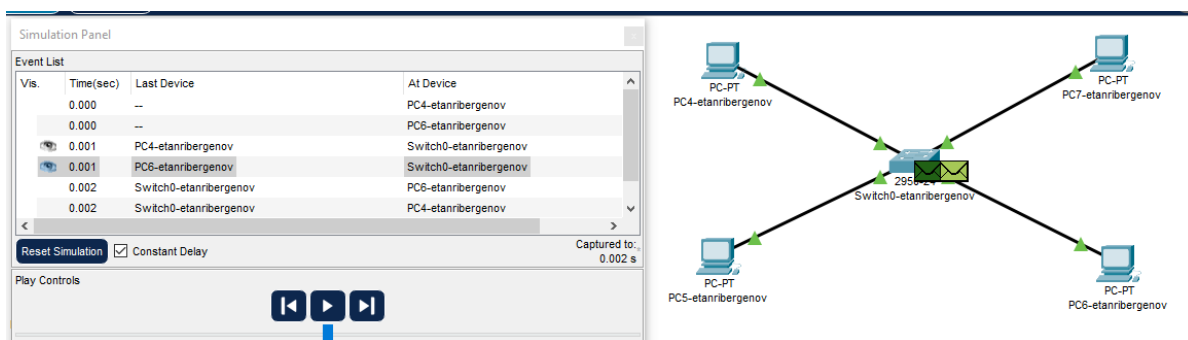 Simulation Panel
Event List
Vis. Time(sec) Last Device At Device
0.000 -- PC4-etanribergenov
0.000 -- PC6-etanribergenov
0.001 PC4-etanribergenov Switch0-etanribergenov
0.001 PC6-etanribergenov Switch0-etanribergenov
0.002 Switch0-etanribergenov PC6-etanribergenov
0.002 Switch0-etanribergenov PC4-etanribergenov
Reset Simulation Constant Delay
Captured to:
0.002 s
Play Controls
PC-PT
PC4-etanribergenov
PC-PT
PC7-etanribergenov
Switch0-etanribergenov
PC-PT
PC5-etanribergenov
PC-PT
PC6-etanribergenov